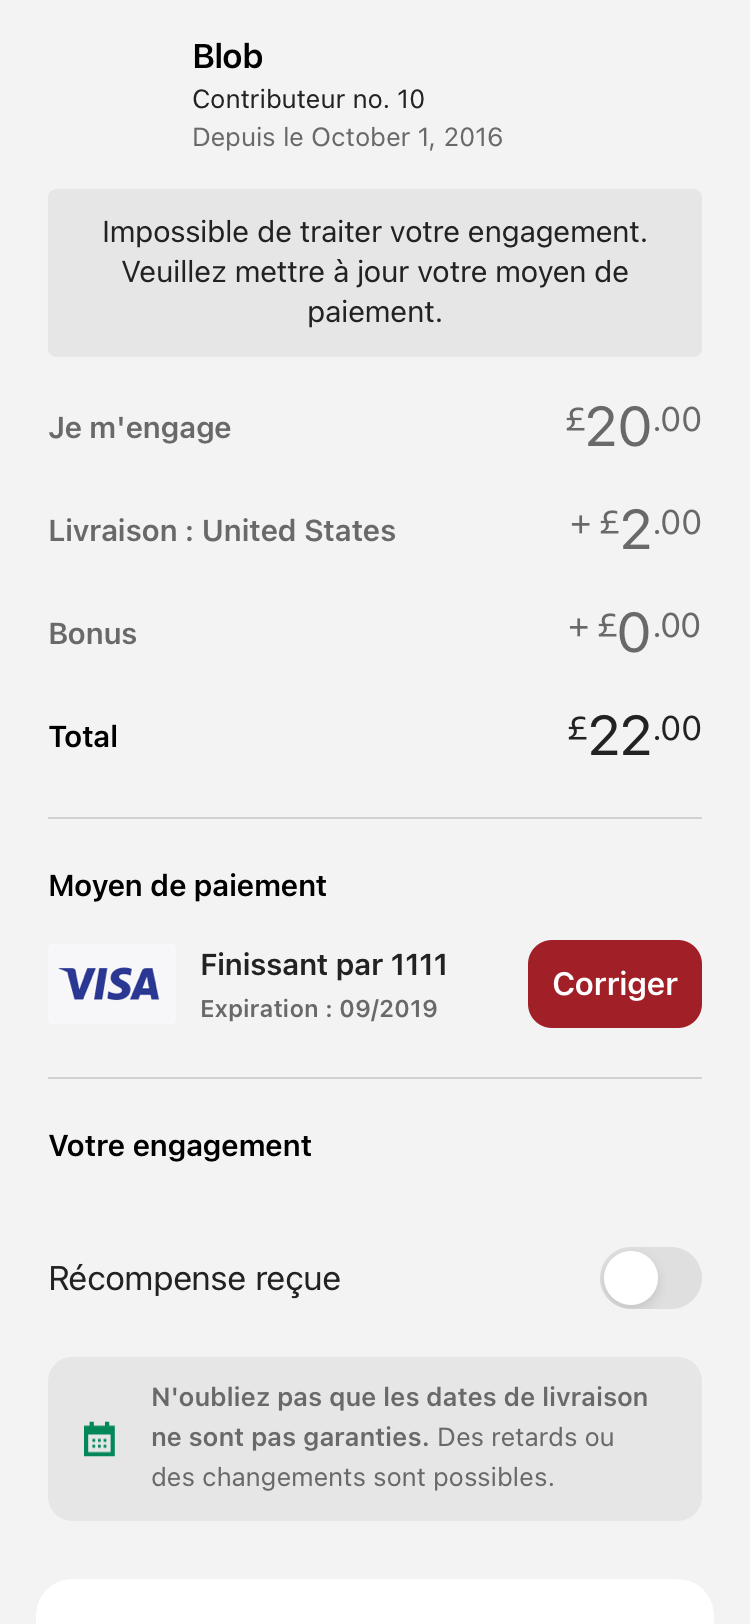 Blob
Contributeur no. 10
Depuis le October 1, 2016
Impossible de traiter votre engagement.
Veuillez mettre à jour votre moyen de
paiement.
Je m'engage £20.00
Livraison : United States + £2.00
Bonus + £0.00
Total £22.00
Moyen de paiement
VISA Finissant par 1111 Corriger
Expiration : 09/2019
Votre engagement
Récompense reçue
N'oubliez pas que les dates de livraison
ne sont pas garanties. Des retards ou
des changements sont possibles.